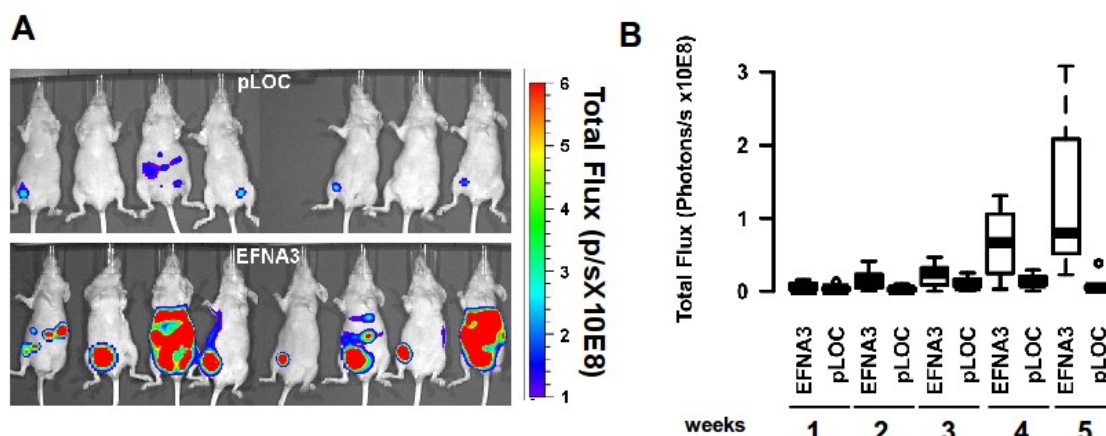 A
pLOC
EFNA3
6
5
4
3
2
1
Total Flux (p/sX10E8)
B
Total Flux (Photons/s x10E8)
3
2
1
0
EFNA3
pLOC
EFNA3
pLOC
EFNA3
pLOC
EFNA3
pLOC
EFNA3
pLOC
weeks 1 2 3 4 5